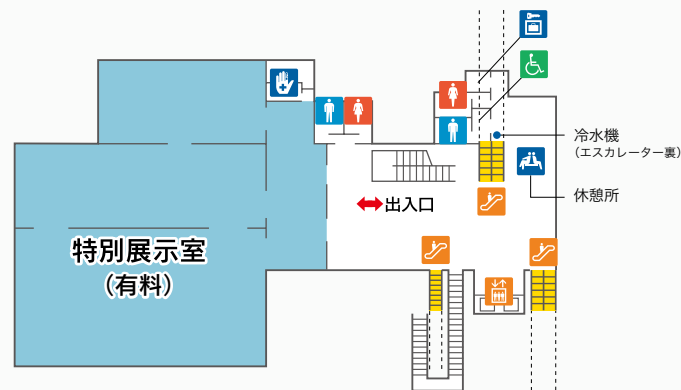 冷水機
(エスカレーター裏)
休憩所
出入口
特別展示室
(有料)